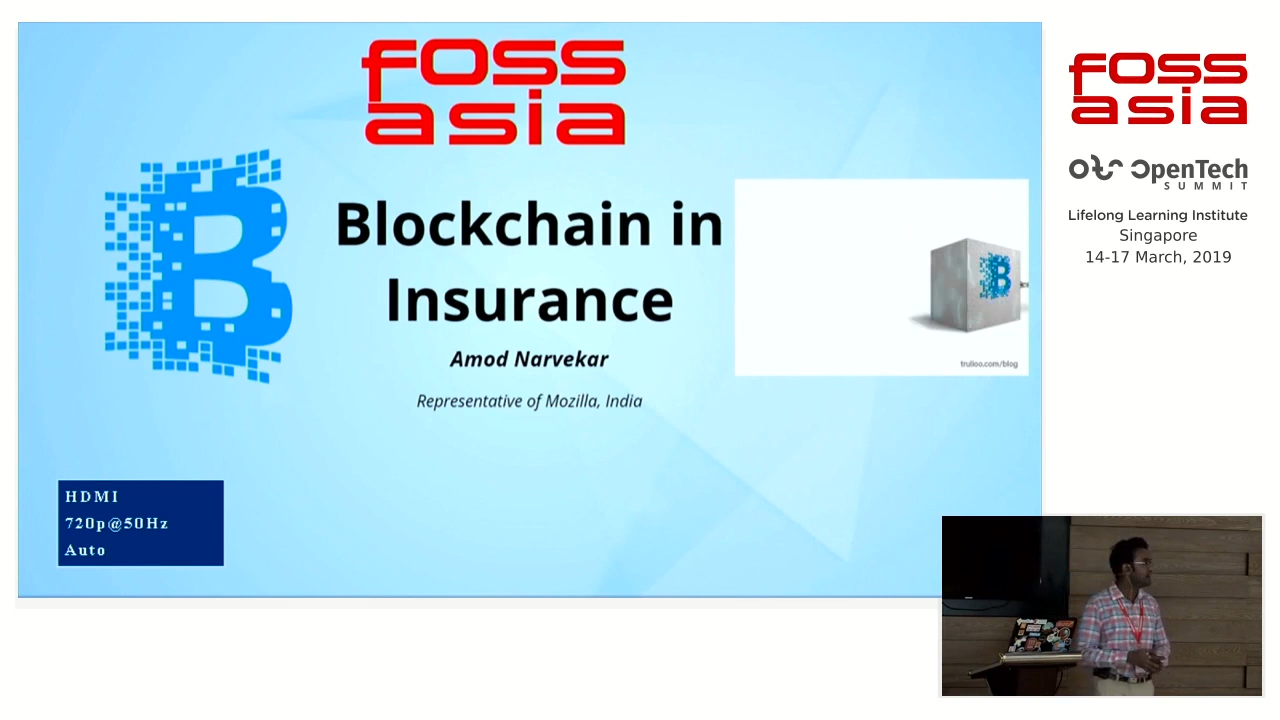 foss
asia
Blockchain in
Insurance
Amod Narvekar
Representative of Mozilla, India
trulioo.com/blog
HDMI
720p@50Hz
Auto
foss
asia
OpenTech
SUMMIT
Lifelong Learning Institute
Singapore
14-17 March, 2019